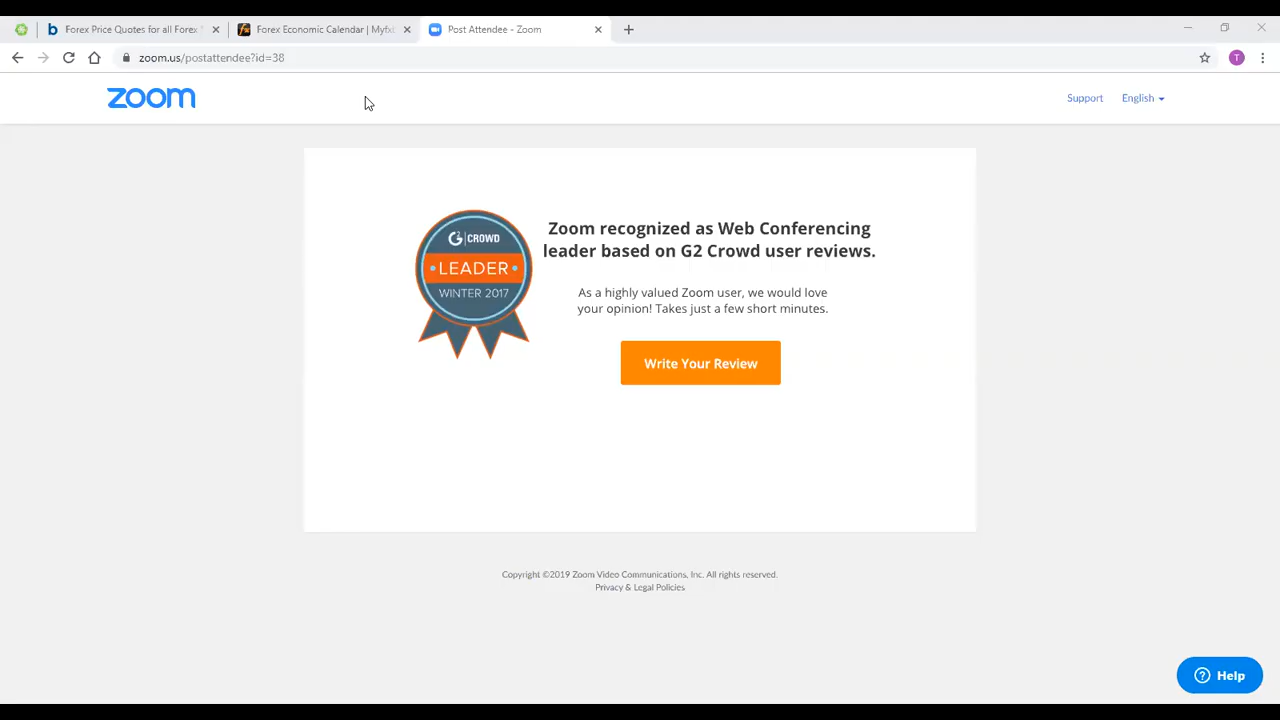 Forex Price Quotes for all Forex
Forex Economic Calendar | Myfx
Post Attendee - Zoom
zoom.us/postattendee?id=38
T
zoom
Support
English
G2 | CROWD
LEADER
WINTER 2017
Zoom recognized as Web Conferencing
leader based on G2 Crowd user reviews.
As a highly valued Zoom user, we would love
your opinion! Takes just a few short minutes.
Write Your Review
Copyright ©2019 Zoom Video Communications, Inc. All rights reserved.
Privacy & Legal Policies
Help